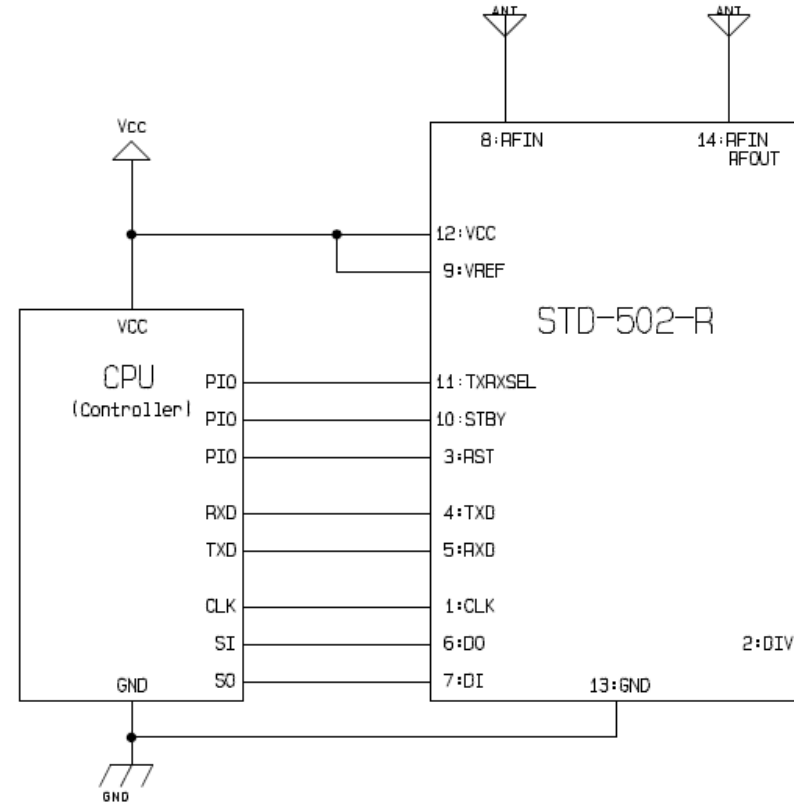 ANT ANT
8:RFIN 14:RFIN
RFOUT
Vcc
12:VCC
9:VREF
VCC
STD-502-R
CPU
(Controller)
PIO 11:TXRXSEL
PIO 10:STBY
PIO 3:RST
RXD 4:TXD
TXD 5:RXD
CLK 1:CLK
SI 6:DO 2:DIV
SO 7:DI
GND 13:GND
GND